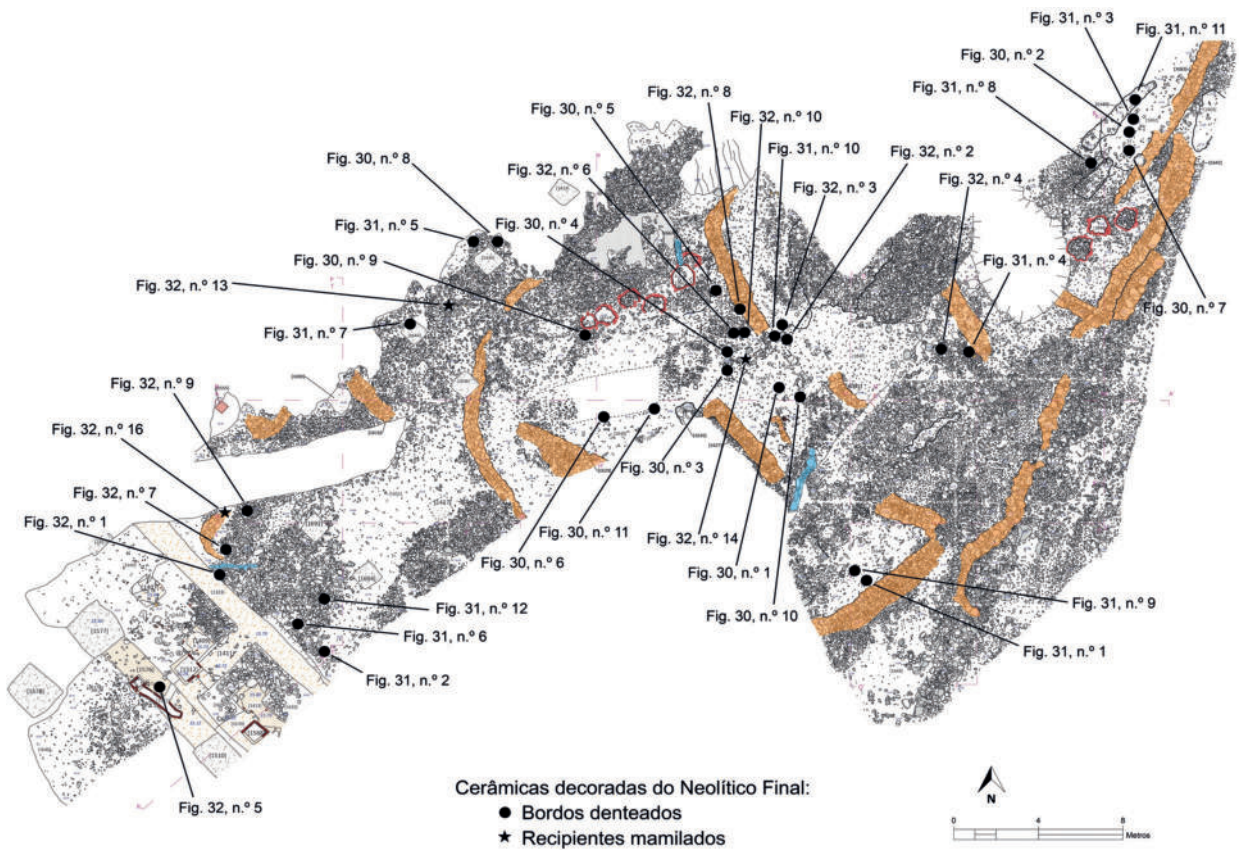 Fig. 31, n.º 3
Fig. 31, n.º 11
Fig. 30, n.º 2
Fig. 31, n.º 8
Fig. 32, n.º 8
Fig. 30, n.º 5
Fig. 32, n.º 10
Fig. 31, n.º 10
Fig. 32, n.º 2
Fig. 30, n.º 8
Fig. 32, n.º 6
Fig. 32, n.º 3
Fig. 32, n.º 4
Fig. 30, n.º 4
Fig. 31, n.º 5
Fig. 30, n.º 9
Fig. 31, n.º 4
Fig. 32, n.º 13
Fig. 30, n.º 7
Fig. 31, n.º 7
Fig. 32, n.º 9
Fig. 32, n.º 16
Fig. 32, n.º 7
Fig. 32, n.º 1
Fig. 30, n.º 3
Fig. 30, n.º 11
Fig. 32, n.º 14
Fig. 30, n.º 6
Fig. 30, n.º 1
Fig. 30, n.º 10
Fig. 31, n.º 9
Fig. 31, n.º 12
Fig. 31, n.º 6
Fig. 31, n.º 1
Fig. 31, n.º 2
[1577]
[1578]
[1510]
Fig. 32, n.º 5
Cerâmicas decoradas do Neolítico Final:
Bordos denteados
Recipientes mamilados
N
0 4 8
Metros